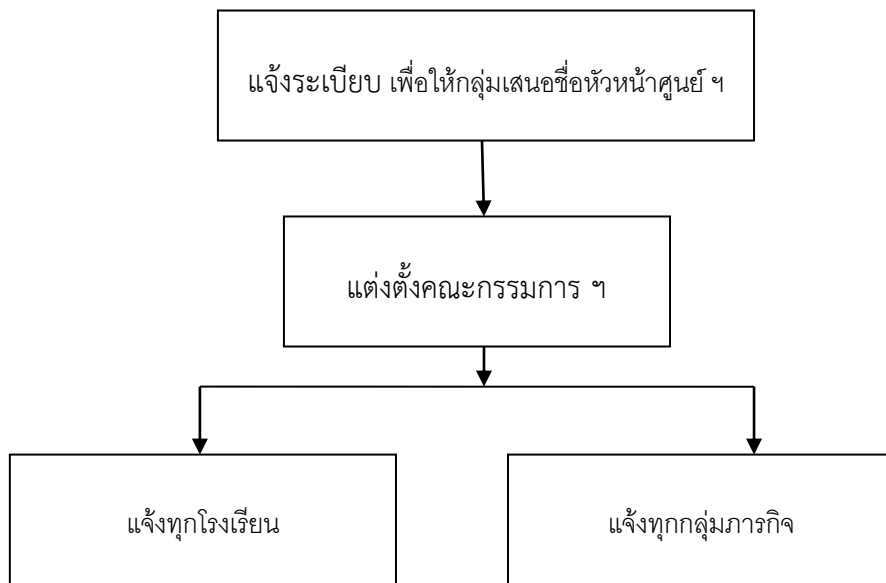 แจ้งระเบียบ เพื่อให้กลุ่มเสนอชื่อหัวหน้าศูนย์ ฯ
แต่งตั้งคณะกรรมการ ฯ
แจ้งทุกโรงเรียน
แจ้งทุกกลุ่มภารกิจ